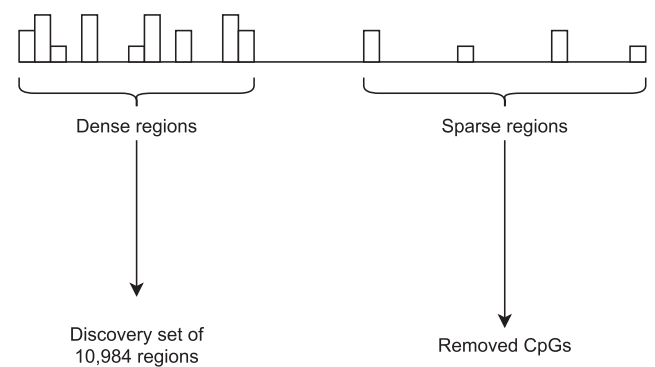 Dense regions
Sparse regions
Discovery set of
10,984 regions
Removed CpGs